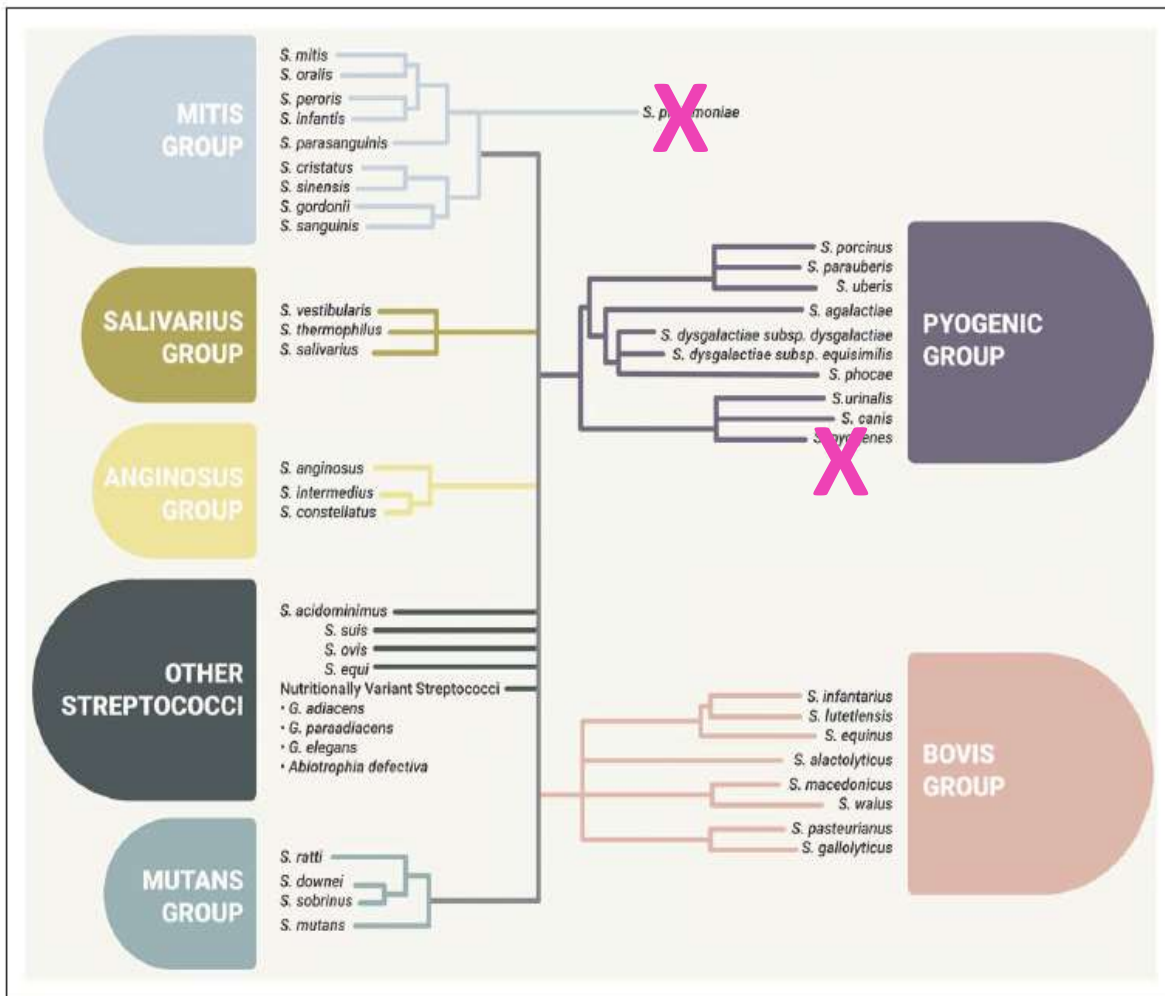 MITIS
GROUP
S. mitis
S. oralis
S. peroris
S. infantis
S. parasanguinis
S. cristatus
S. sinensis
S. gordonii
S. sanguinis
S.
X
SALIVARIUS
GROUP
S. vestibularis
S. thermophilus
S. salivarius
ANGINOSUS
GROUP
S. anginosus
S. intermedius
S. constellatus
OTHER
STREPTOCOCCI
S. acidominimus
S. suis
S. ovis
S. equi
Nutritionally Variant Streptococci
• G. adiacens
• G. paraadiacens
• G. elegans
• Abiotrophia defectiva
MUTANS
GROUP
S. ratti
S. downei
S. sobrinus
S. mutans
PYOGENIC
GROUP
S. porcinus
S. parauberis
S. uberis
S. agalactiae
S. dysgalactiae subsp. dysgalactiae
S. dysgalactiae subsp. equisimilis
S. phocae
S.urinalis
S. canis
X
BOVIS
GROUP
S. infantarius
S. lutetlensis
S. equinus
S. alactolyticus
S. macedonicus
S. waius
S. pasteurianus
S. gallolyticus